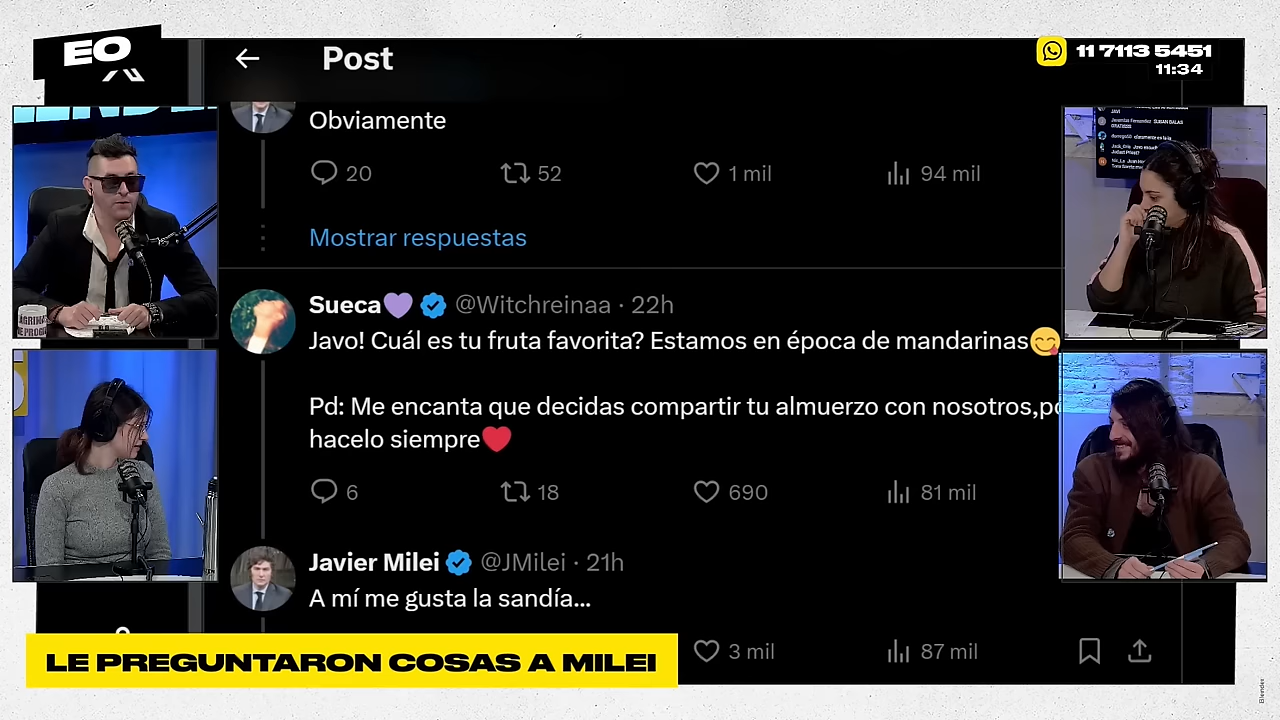 EO
Post
11 7113 5451
11:34
Obviamente
20 52 1 mil 94 mil
Mostrar respuestas
Sueca💜 @Witchreinaa · 22h
Javo! Cuál es tu fruta favorita? Estamos en época de mandarinas😋
Pd: Me encanta que decidas compartir tu almuerzo con nosotros,po
hacelo siempre❤️
6 18 690 81 mil
Javier Milei @JMilei · 21h
A mí me gusta la sandía...
3 mil 87 mil
LE PREGUNTARON COSAS A MILEI
Blender